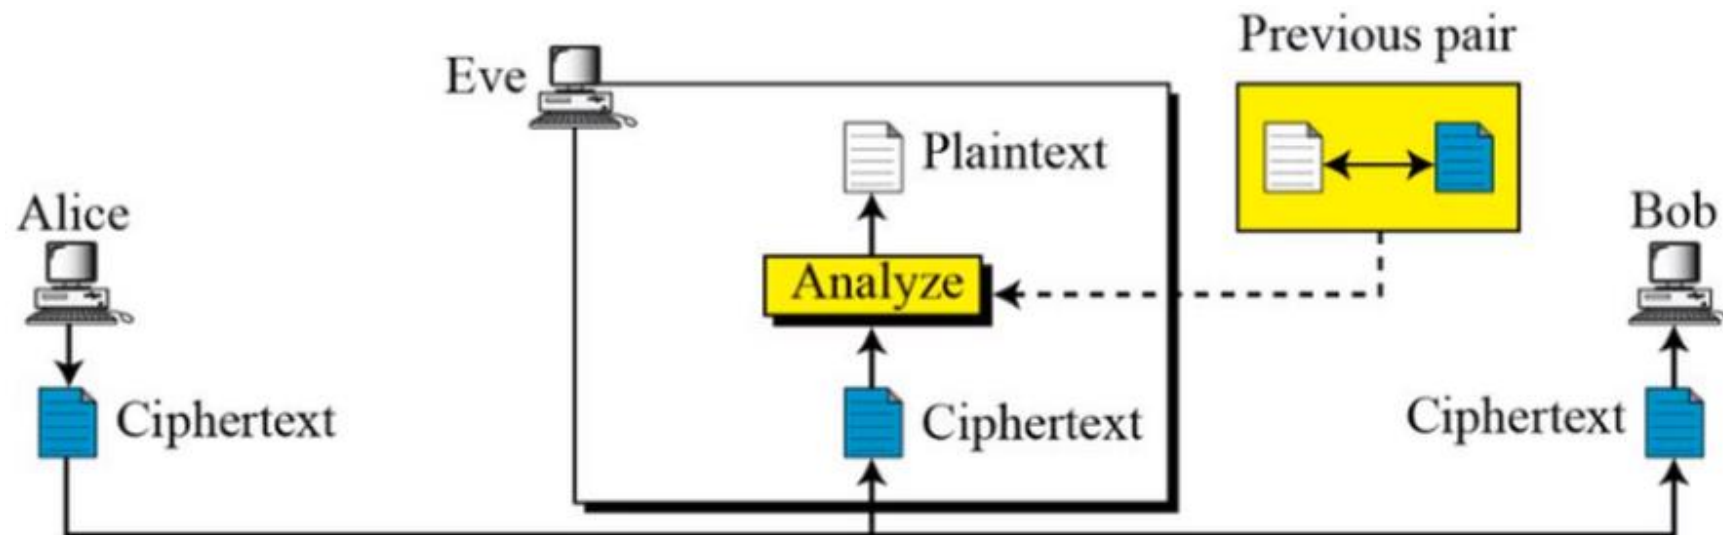 Previous pair
Eve
Plaintext
Alice
Bob
Analyze
Ciphertext
Ciphertext
Ciphertext